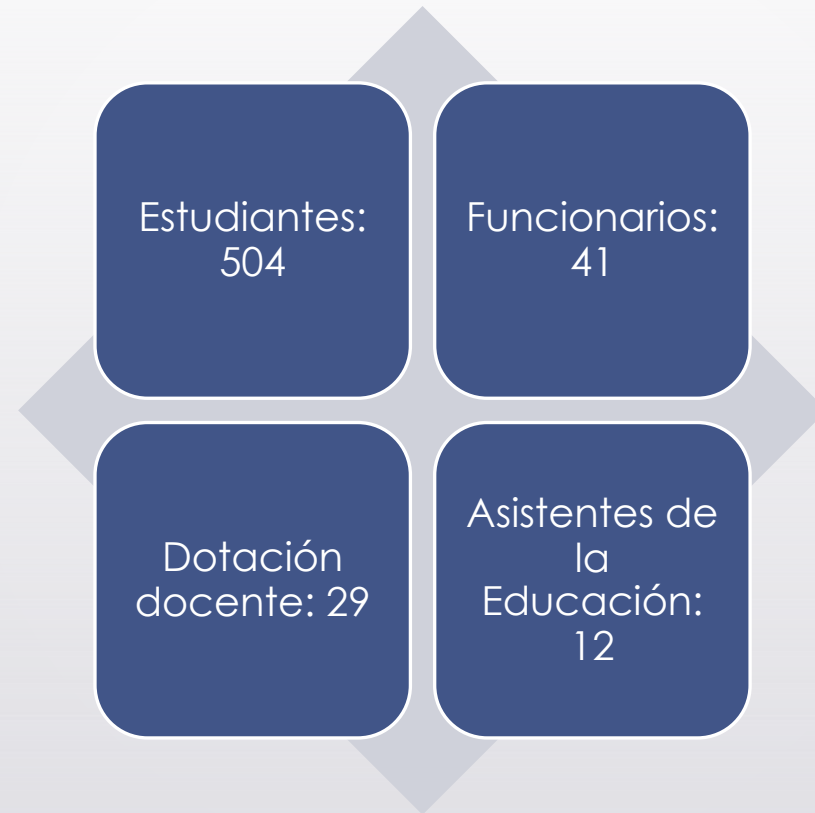 Estudiantes:
504
Funcionarios:
41
Dotación
docente: 29
Asistentes de
la
Educación:
12